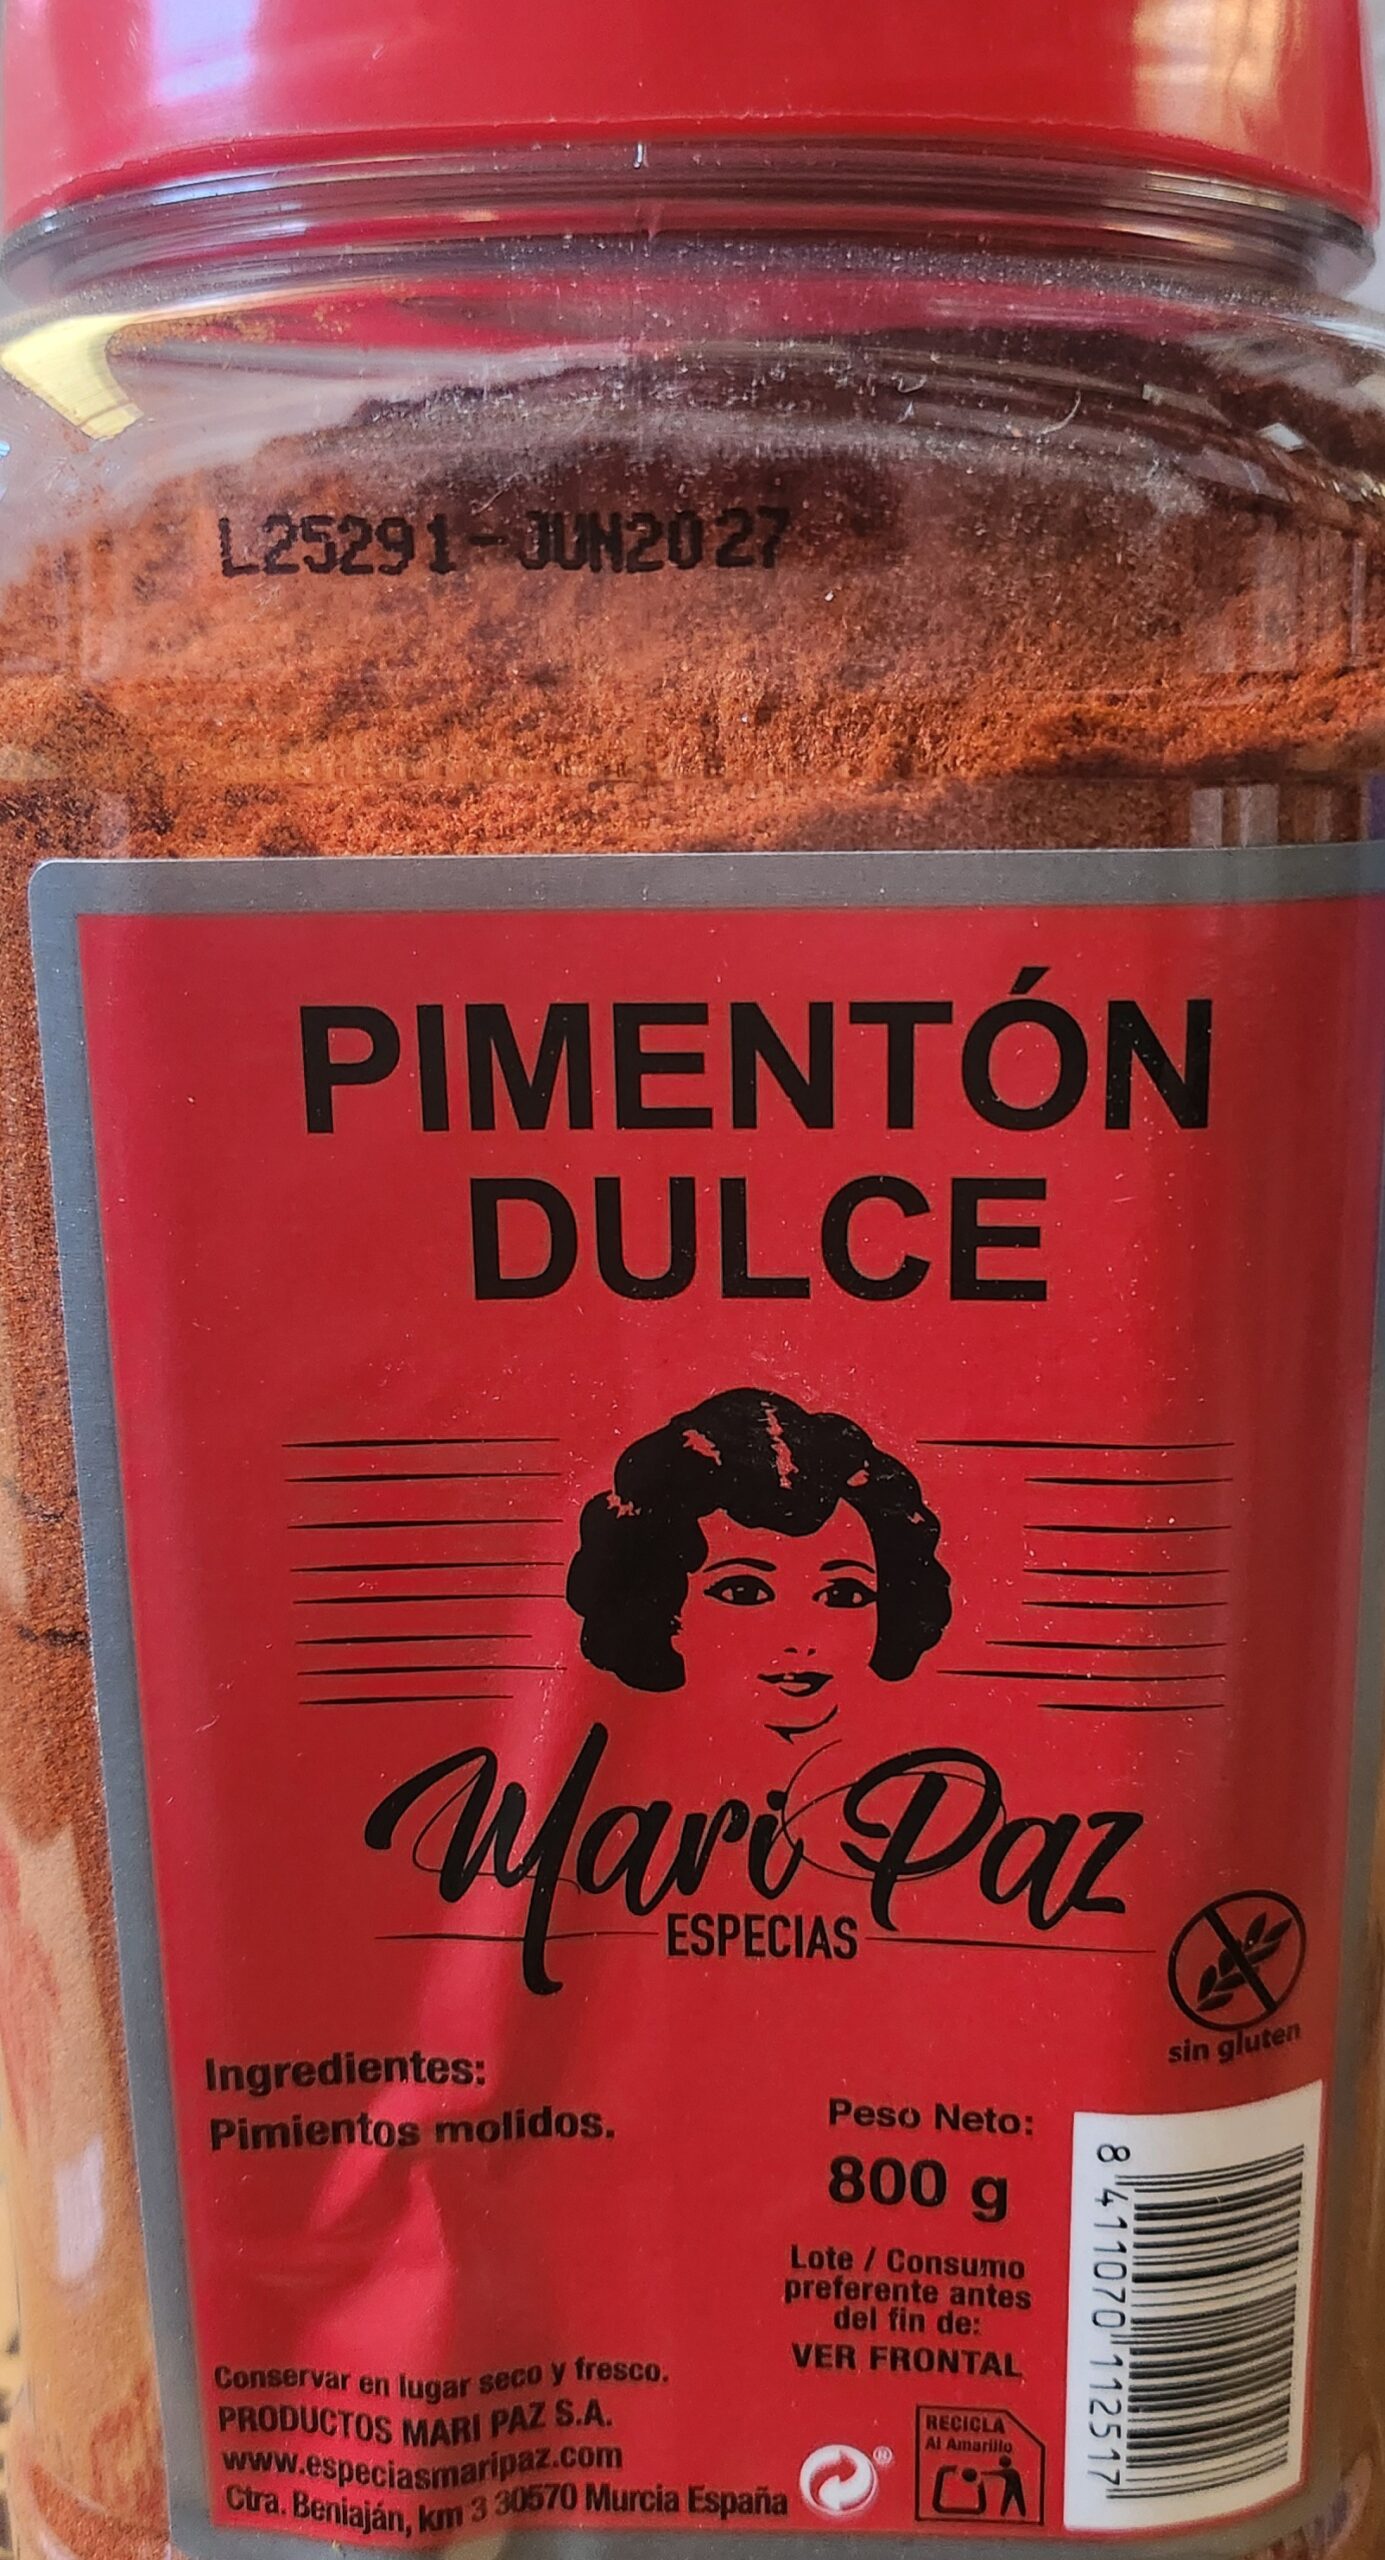 L25291-JUN2027
PIMENTÓN
DULCE
Mari Paz
ESPECIAS
sin gluten
Ingredientes:
Pimientos molidos.
Peso Neto:
800 g
Lote / Consumo
preferente antes
del fin de:
VER FRONTAL
Conservar en lugar seco y fresco.
PRODUCTOS MARI PAZ S.A.
www.especiasmaripaz.com
Ctra. Beniaján, km 3 30570 Murcia España
®
RECICLA
Al Amarillo
8 411070 112517